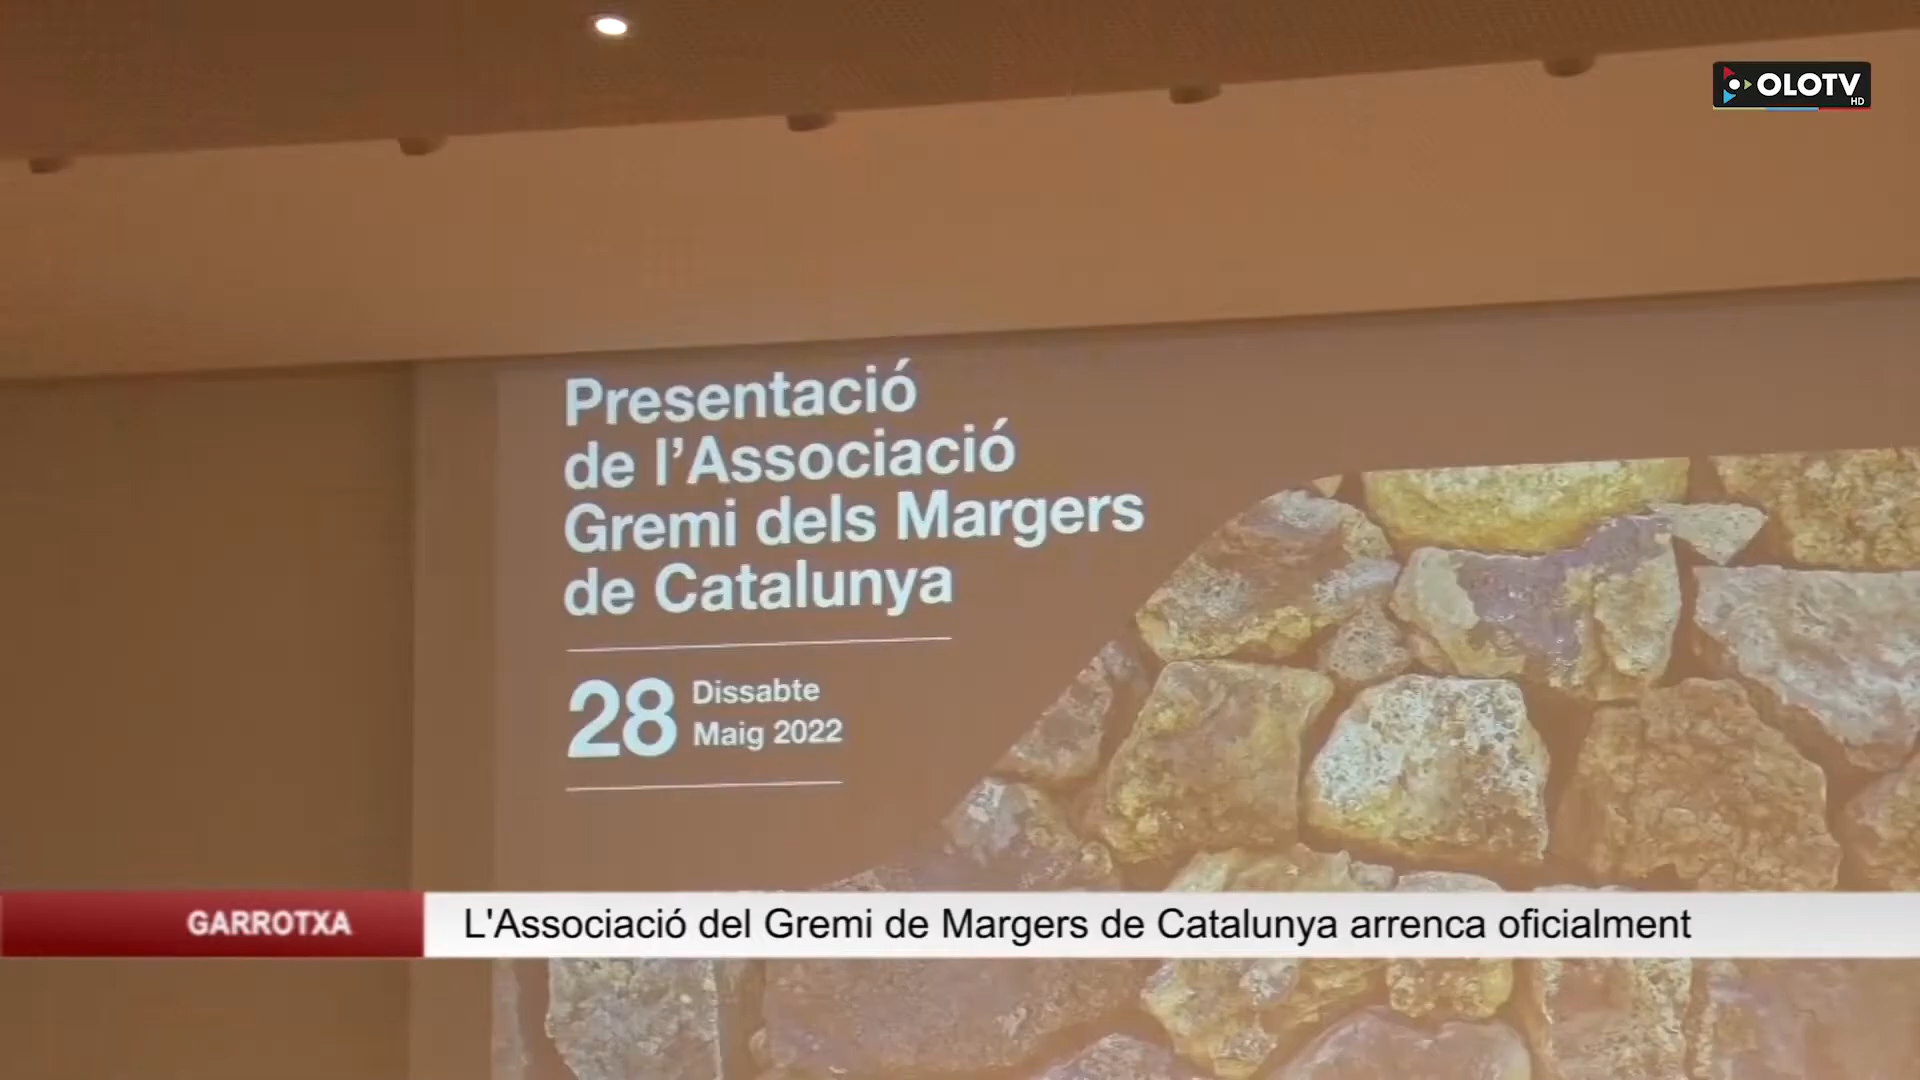 OLOTV
HD
Presentació
de l’Associació
Gremi dels Margers
de Catalunya
28
Dissabte
Maig 2022
GARROTXA
L'Associació del Gremi de Margers de Catalunya arrenca oficialment